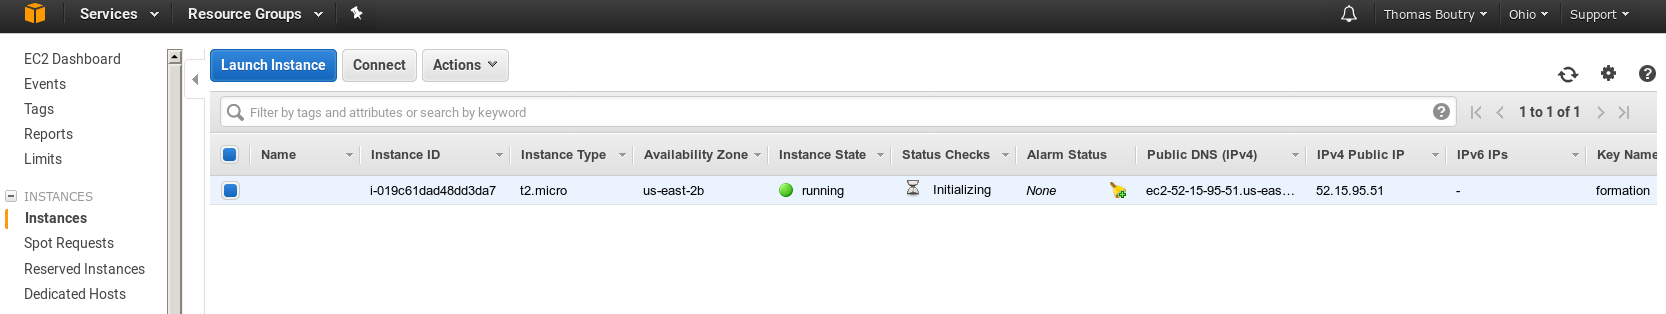 Services Resource Groups Thomas Boutry Ohio Support
EC2 Dashboard
Events
Tags
Reports
Limits
INSTANCES
Instances
Spot Requests
Reserved Instances
Dedicated Hosts
Launch Instance Connect Actions
Filter by tags and attributes or search by keyword 1 to 1 of 1
Name Instance ID Instance Type Availability Zone Instance State Status Checks Alarm Status Public DNS (IPv4) IPv4 Public IP IPv6 IPs Key Name
i-019c61dad48dd3da7 t2.micro us-east-2b running Initializing None ec2-52-15-95-51.us-eas... 52.15.95.51 - formation